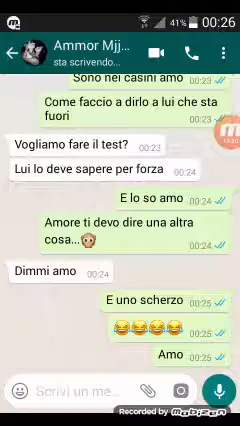 41% 00:26
Ammor Mjj...
sta scrivendo...
Sono nei casini amo 00:23
Come faccio a dirlo a lui che sta
fuori 00:23
Vogliamo fare il test? 00:23
Lui lo deve sapere per forza 00:24
E lo so amo 00:24
Amore ti devo dire una altra
cosa...🙊 00:24
Dimmi amo 00:24
E uno scherzo 00:25
😂😂😂😂 00:25
Amo 00:25
Scrivi un me...
Recorded by mobizen